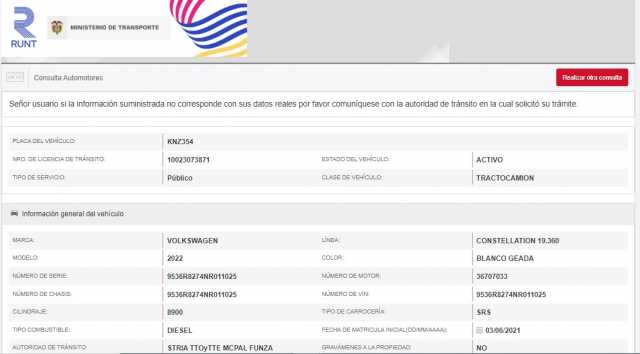 RUNT
MINISTERIO DE TRANSPORTE
Consulta Automotores
Realizar otra consulta
Señor usuario si la información suministrada no corresponde con sus datos reales por favor comuníquese con la autoridad de tránsito en la cual solicitó su trámite.
PLACA DEL VEHÍCULO: KNZ354
NRO. DE LICENCIA DE TRÁNSITO: 10023073871 ESTADO DEL VEHÍCULO: ACTIVO
TIPO DE SERVICIO: Público CLASE DE VEHÍCULO: TRACTOCAMION
Información general del vehículo
MARCA: VOLKSWAGEN LÍNEA: CONSTELLATION 19.360
MODELO: 2022 COLOR: BLANCO GEADA
NÚMERO DE SERIE: 9536R8274NR011025 NÚMERO DE MOTOR: 36707033
NÚMERO DE CHASIS: 9536R8274NR011025 NÚMERO DE VIN: 9536R8274NR011025
CILINDRAJE: 8900 TIPO DE CARROCERÍA: SRS
TIPO COMBUSTIBLE: DIESEL FECHA DE MATRICULA INICIAL(DD/MM/AAAA): 03/06/2021
AUTORIDAD DE TRÁNSITO: STRIA TTOyTTE MCPAL FUNZA GRAVÁMENES A LA PROPIEDAD: NO